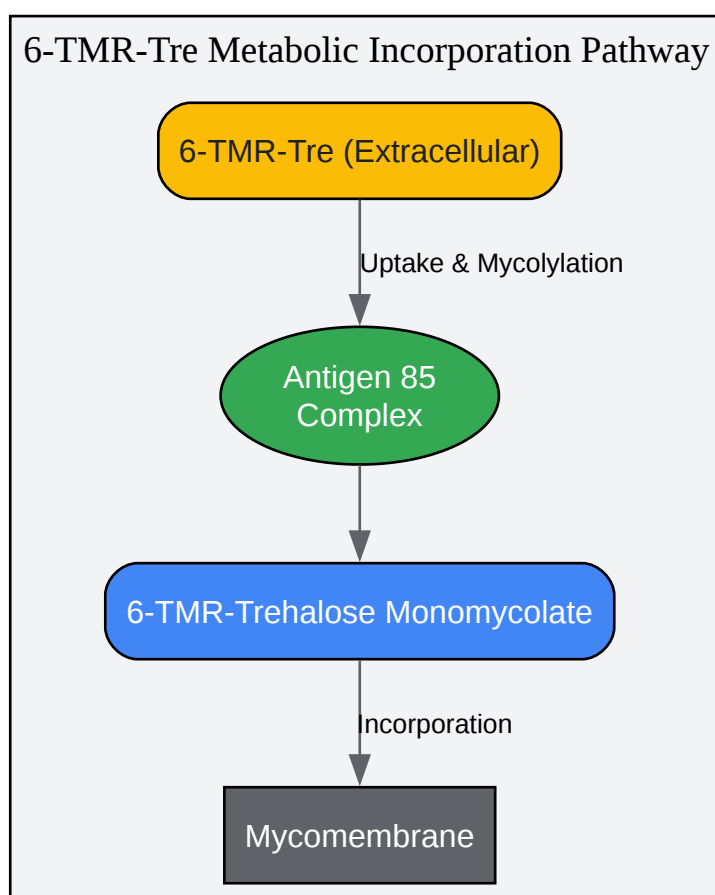 6-TMR-Tre Metabolic Incorporation Pathway
6-TMR-Tre (Extracellular)
Uptake & Mycolylation
Antigen 85
Complex
6-TMR-Trehalose Monomycolate
Incorporation
Mycomembrane